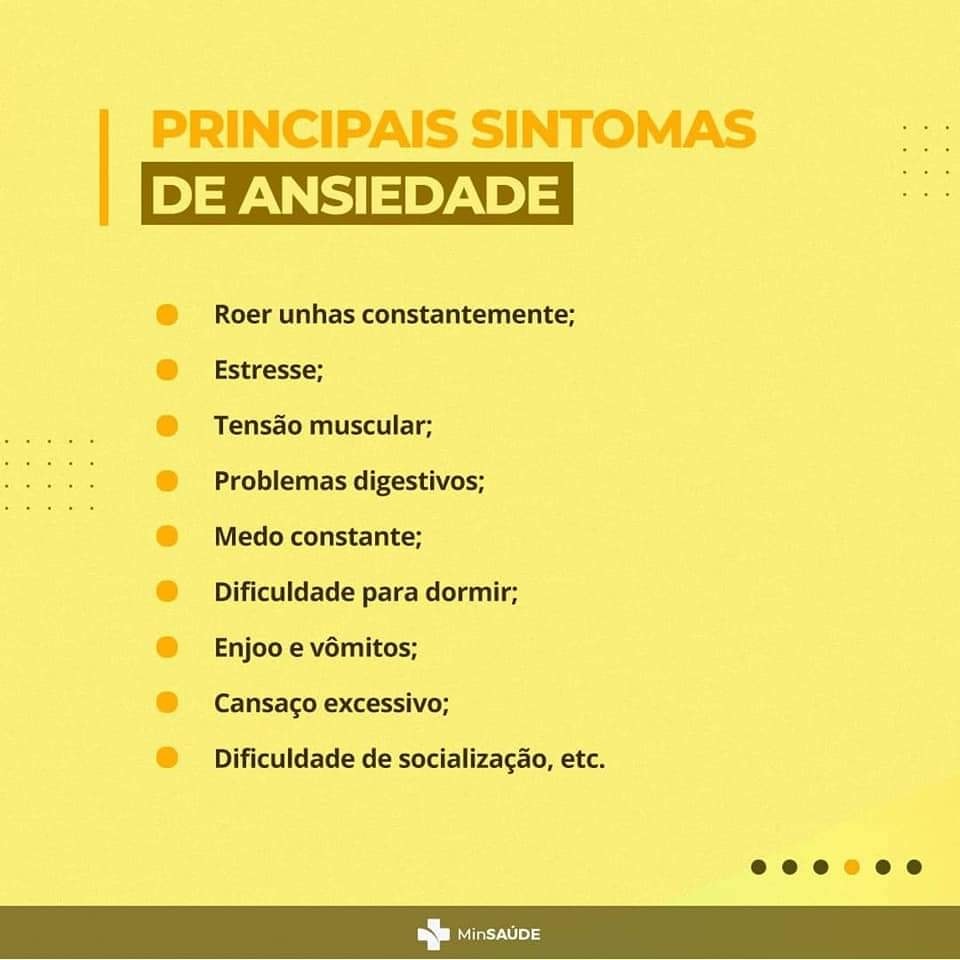 PRINCIPAIS SINTOMAS
DE ANSIEDADE
Roer unhas constantemente;
Estresse;
Tensão muscular;
Problemas digestivos;
Medo constante;
Dificuldade para dormir;
Enjoo e vômitos;
Cansaço excessivo;
Dificuldade de socialização, etc.
MinSAÚDE